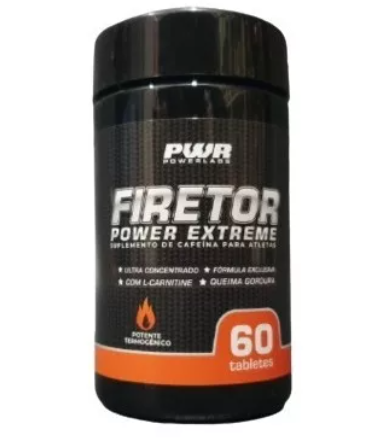 PWR
POWERLABS
FIRETOR
POWER EXTREME
SUPLEMENTO DE CAFEÍNA PARA ATLETAS
★ ULTRA CONCENTRADO ★ FÓRMULA EXCLUSIVA
★ COM L-CARNITINE ★ QUEIMA GORDURA
POTENTE
TERMOGÊNICO
60
tabletes